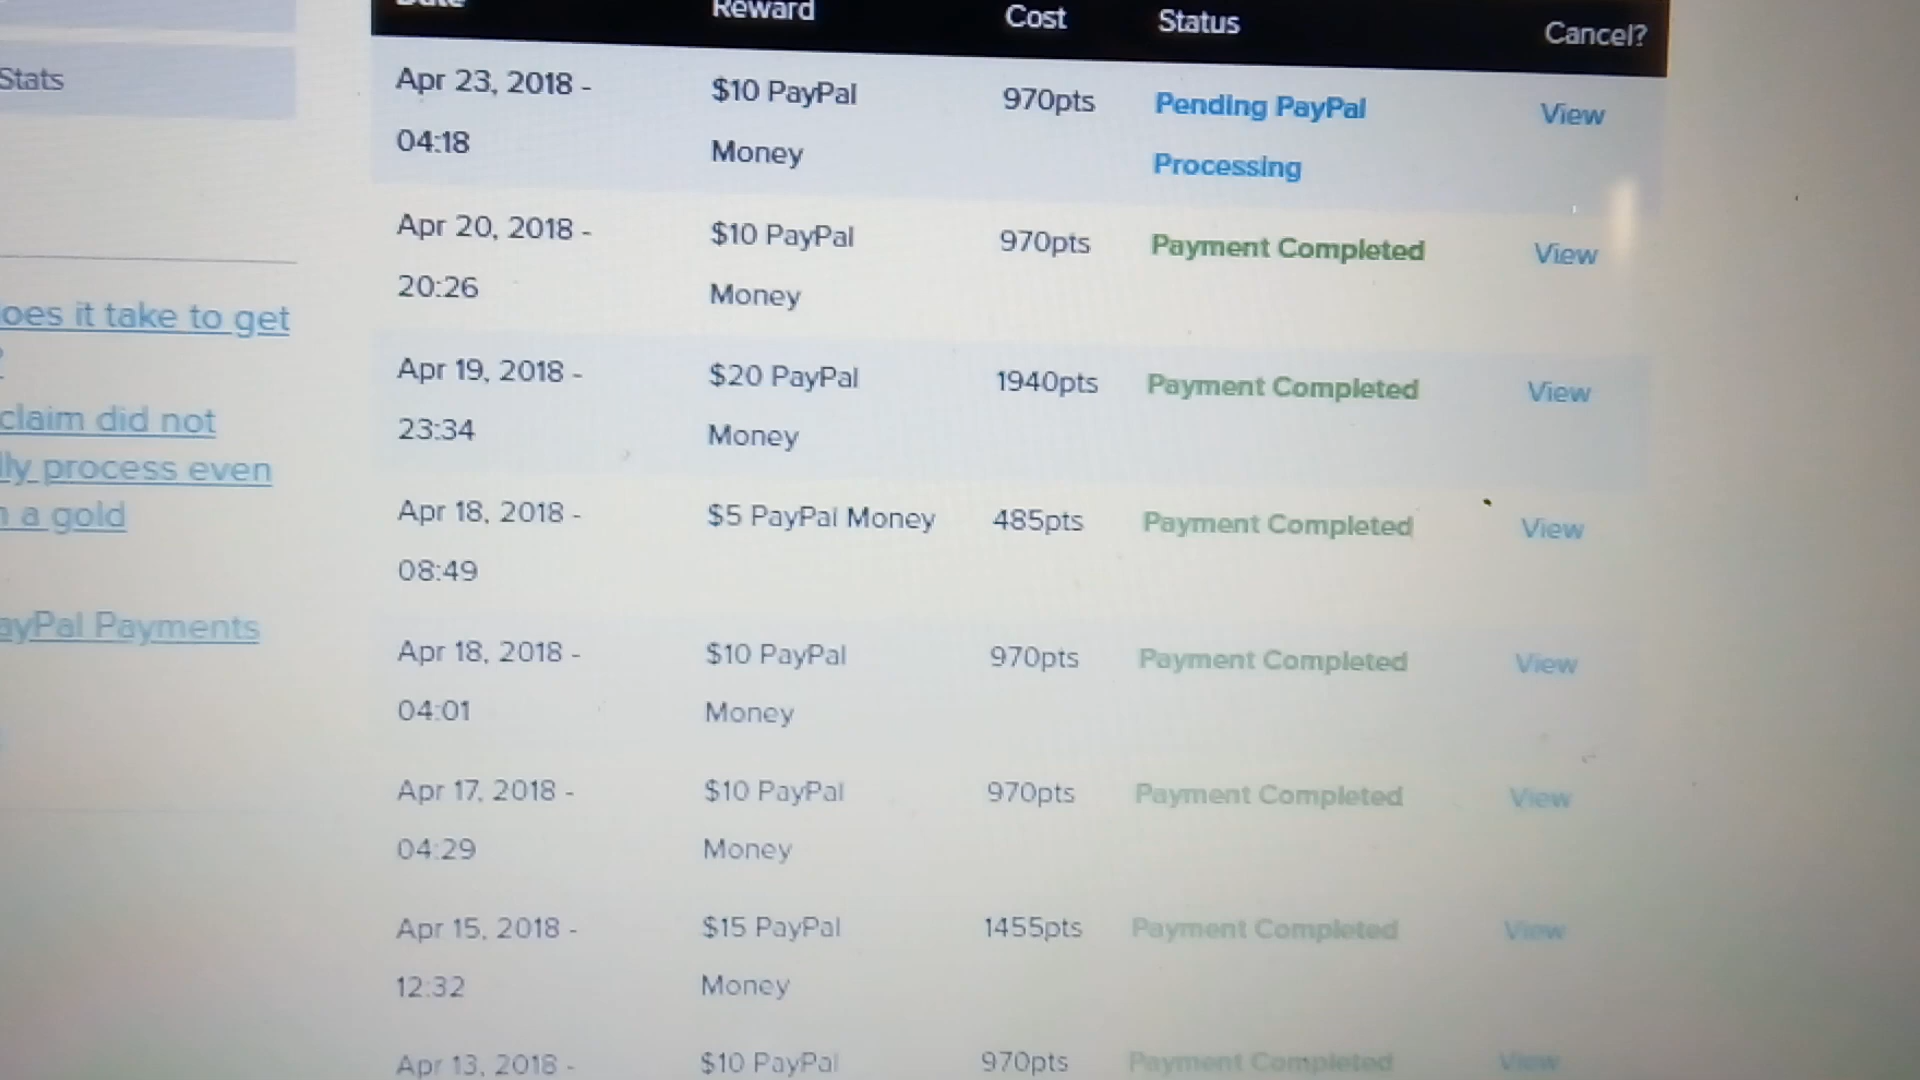 Reward Cost Status Cancel?
Stats
Apr 23, 2018 - $10 PayPal 970pts Pending PayPal View
04:18 Money Processing
Apr 20, 2018 - $10 PayPal 970pts Payment Completed View
20:26 Money
oes it take to get
Apr 19, 2018 - $20 PayPal 1940pts Payment Completed View
23:34 Money
claim did not
lly process even
a gold
Apr 18, 2018 - $5 PayPal Money 485pts Payment Completed View
08:49
ayPal Payments
Apr 18, 2018 - $10 PayPal 970pts Payment Completed View
04:01 Money
Apr 17, 2018 - $10 PayPal 970pts Payment Completed View
04:29 Money
Apr 15, 2018 - $15 PayPal 1455pts Payment Completed View
12:32 Money
Apr 13, 2018 - $10 PayPal 970pts Payment Completed View